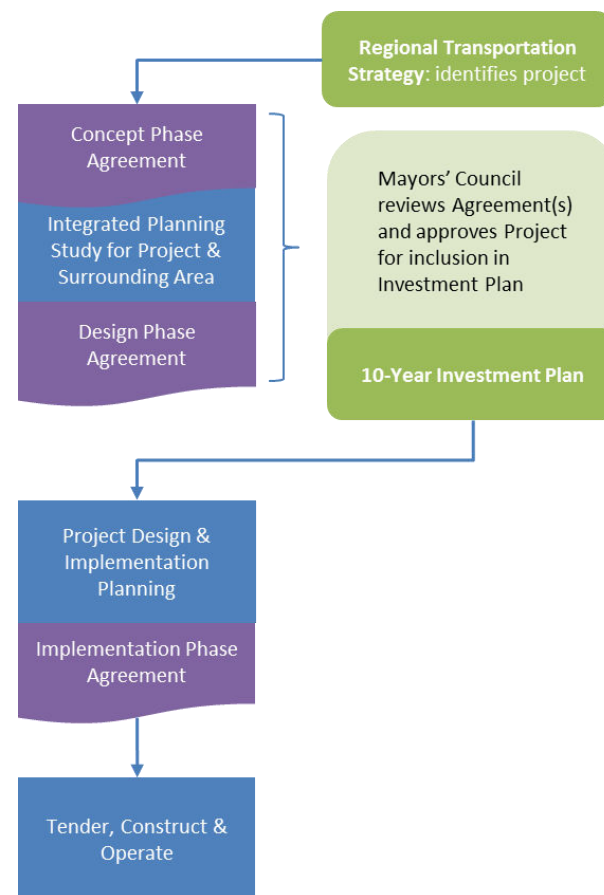 Regional Transportation
Strategy: identifies project
Concept Phase
Agreement
Integrated Planning
Study for Project &
Surrounding Area
Design Phase
Agreement
Mayors' Council
reviews Agreement(s)
and approves Project
for inclusion in
Investment Plan
10-Year Investment Plan
Project Design &
Implementation
Planning
Implementation Phase
Agreement
Tender, Construct &
Operate